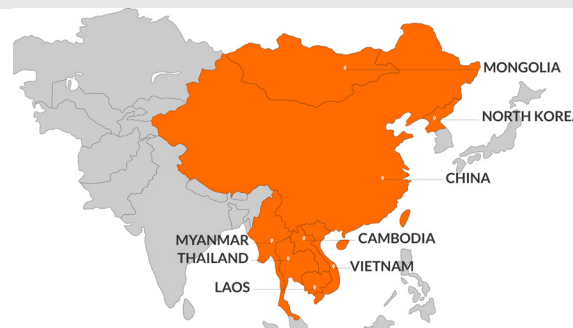 MONGOLIA
NORTH KOREA
CHINA
MYANMAR
CAMBODIA
THAILAND
VIETNAM
LAOS